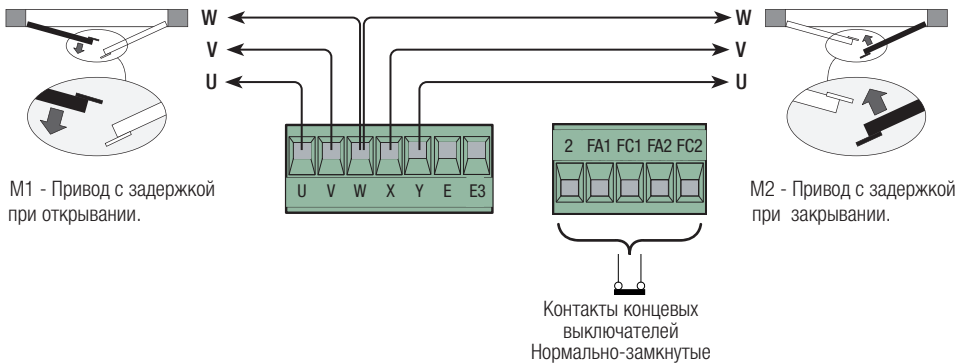 W
V
U
W
V
U
U V W X Y E E3
2 FA1 FC1 FA2 FC2
M1 - Привод с задержкой
при открывании.
M2 - Привод с задержкой
при закрывании.
Контакты концевых
выключателей
Нормально-замкнутые